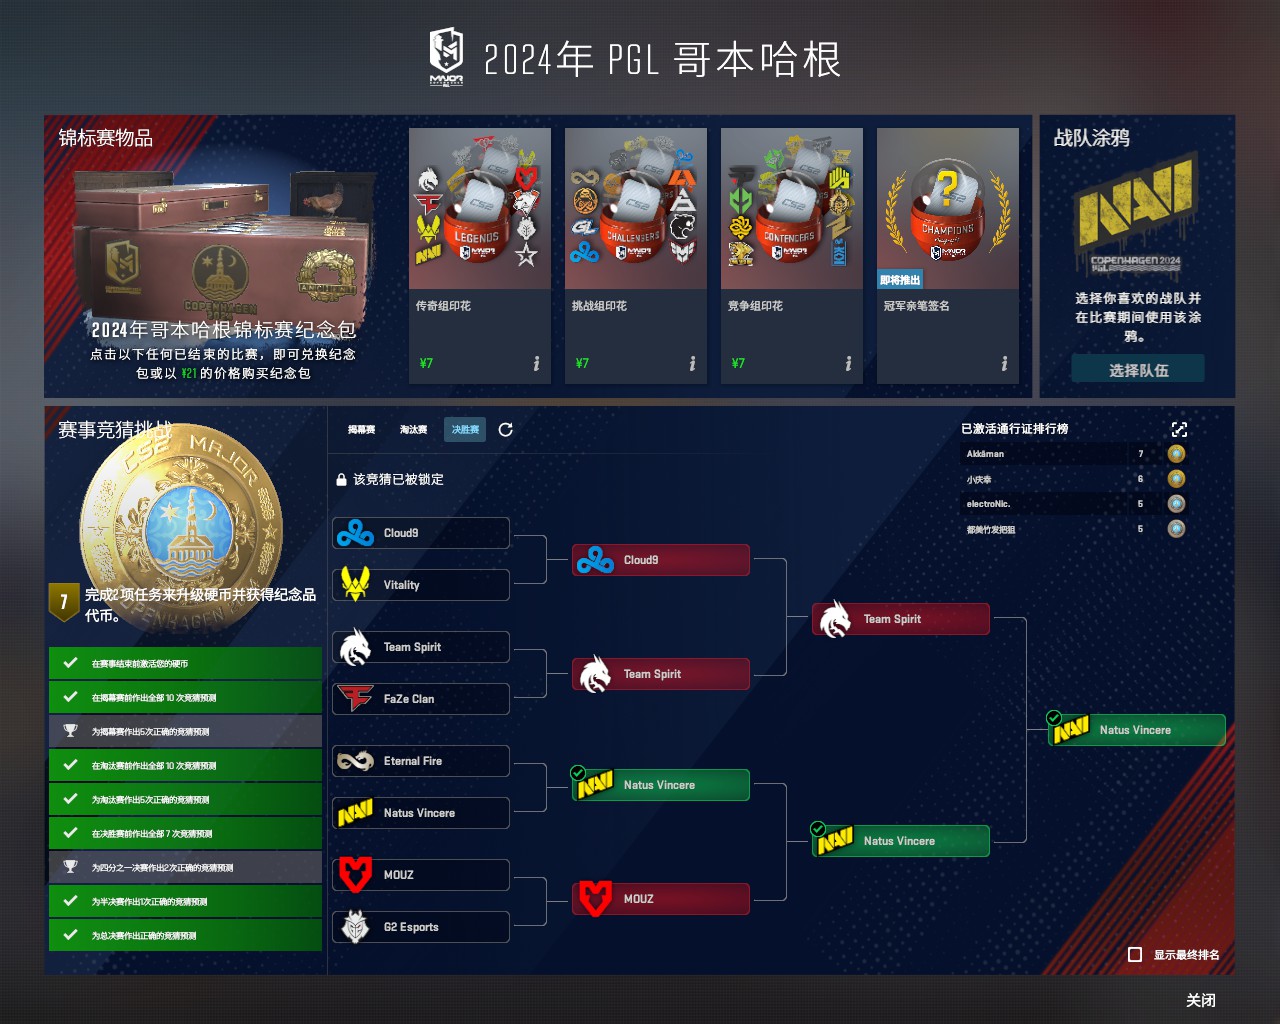 2024年 PGL 哥本哈根
MAJOR
锦标赛物品
COPENHAGEN
2024年哥本哈根锦标赛纪念包
点击以下任何已结束的比赛，即可兑换纪念
包或以 ¥21 的价格购买纪念包
CS2
LEGENDS
MAJOR
传奇组印花
¥7
CS2
CHALLENGERS
MAJOR
挑战组印花
¥7
CS2
CONTENDERS
MAJOR
竞争组印花
¥7
?
CHAMPIONS
MAJOR
即将推出
冠军亲笔签名
战队涂鸦
NAVI
COPENHAGEN 2024
PGL
选择你喜欢的战队并
在比赛期间使用该涂
鸦。
选择队伍
赛事竞猜挑战
CS2 MAJOR
COPENHAGEN
7
完成2项任务来升级硬币并获得纪念品
代币。
在赛事结束前激活您的硬币
在揭幕赛前作出全部 10 次竞猜预测
为揭幕赛作出5次正确的竞猜预测
在淘汰赛前作出全部 10 次竞猜预测
为淘汰赛作出5次正确的竞猜预测
在决胜赛前作出全部 7 次竞猜预测
为四分之一决赛作出2次正确的竞猜预测
为半决赛作出1次正确的竞猜预测
为总决赛作出正确的竞猜预测
揭幕赛 淘汰赛 决胜赛
该竞猜已被锁定
Cloud9
Vitality
Team Spirit
FaZe Clan
Eternal Fire
Natus Vincere
MOUZ
G2 Esports
Cloud9
Team Spirit
Natus Vincere
MOUZ
Team Spirit
Natus Vincere
Natus Vincere
已激活通行证排行榜
Akkäman 7
小庆幸 6
electroNic. 5
都美竹发把狙 5
显示最终排名
关闭